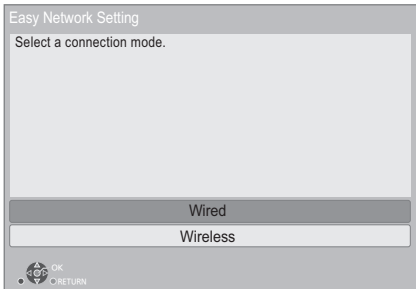 Easy Network Setting
Select a connection mode.
Wired
Wireless
OK
RETURN